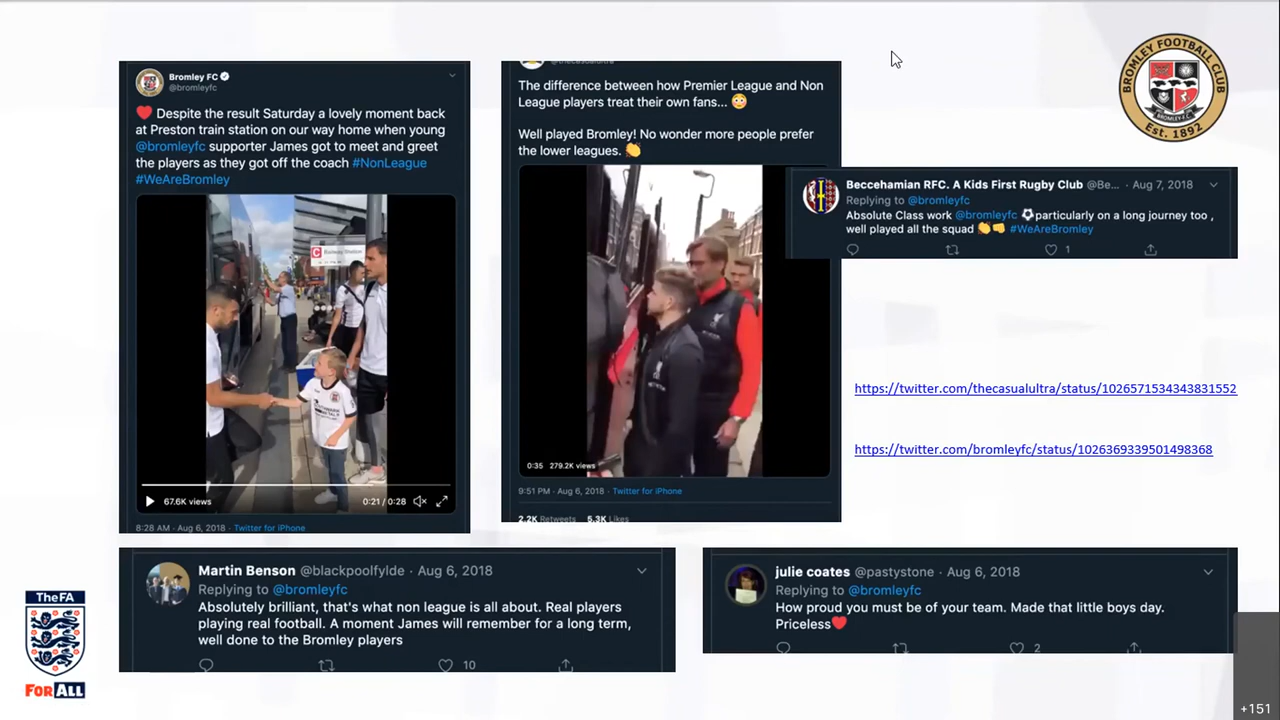 Bromley FC
@bromleyfc
❤️ Despite the result Saturday a lovely moment back
at Preston train station on our way home when young
@bromleyfc supporter James got to meet and greet
the players as they got off the coach #NonLeague
#WeAreBromley
C Railway Station
67.6K views
0:21 / 0:28
8:28 AM · Aug 6, 2018 · Twitter for iPhone
@thecasualultra
The difference between how Premier League and Non
League players treat their own fans... 😳
Well played Bromley! No wonder more people prefer
the lower leagues. 👏
0:35 279.2K views
9:51 PM · Aug 6, 2018 · Twitter for iPhone
2.2K Retweets 5.3K Likes
BROMLEY FOOTBALL CLUB
BROMLEY F.C
Est. 1892
Beccehamian RFC. A Kids First Rugby Club @Be... · Aug 7, 2018
Replying to @bromleyfc
Absolute Class work @bromleyfc ⚽particularly on a long journey too ,
well played all the squad 👏👊 #WeAreBromley
1
https://twitter.com/thecasualultra/status/1026571534343831552
https://twitter.com/bromleyfc/status/1026369339501498368
Martin Benson @blackpoolfylde · Aug 6, 2018
Replying to @bromleyfc
Absolutely brilliant, that's what non league is all about. Real players
playing real football. A moment James will remember for a long term,
well done to the Bromley players
10
julie coates @pastystone · Aug 6, 2018
Replying to @bromleyfc
How proud you must be of your team. Made that little boys day.
Priceless❤️
2
The FA
For ALL
+151